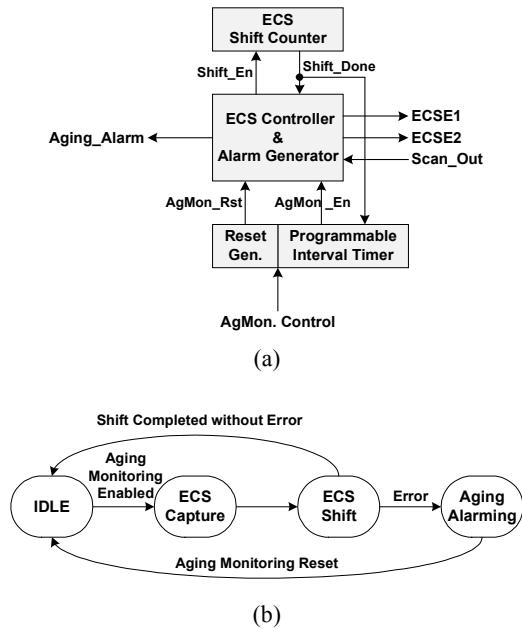 ECS
Shift Counter
Shift_En
Shift_Done
ECS Controller
&
Alarm Generator
ECSE1
ECSE2
Scan_Out
Aging_Alarm
AgMon_Rst
AgMon _En
Reset
Gen.
Programmable
Interval Timer
AgMon. Control
(a)
Shift Completed without Error
Aging
Monitoring
Enabled
IDLE
ECS
Capture
ECS
Shift
Error
Aging
Alarming
Aging Monitoring Reset
(b)